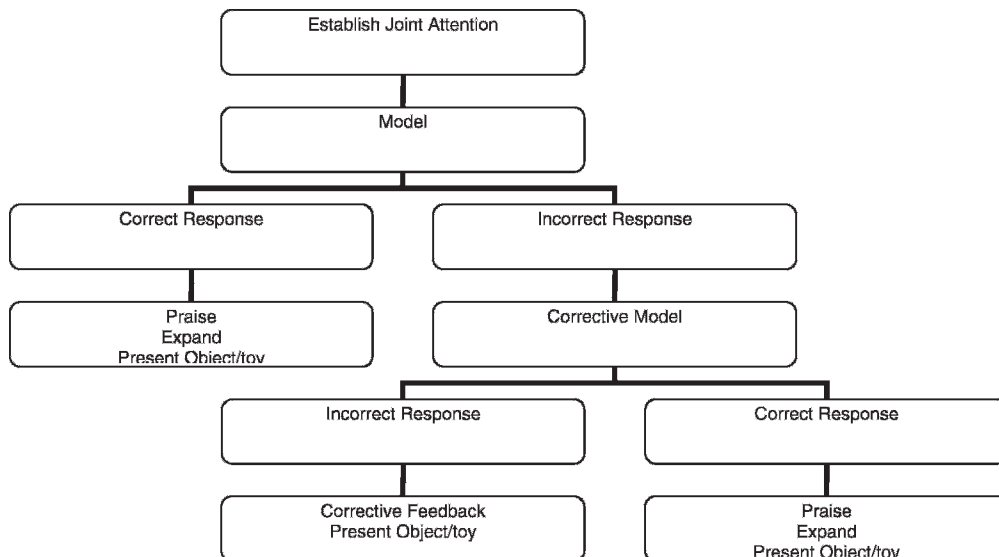 Establish Joint Attention
Model
Correct Response
Incorrect Response
Praise
Expand
Present Object/toy
Corrective Model
Incorrect Response
Correct Response
Corrective Feedback
Present Object/toy
Praise
Expand
Present Object/toy